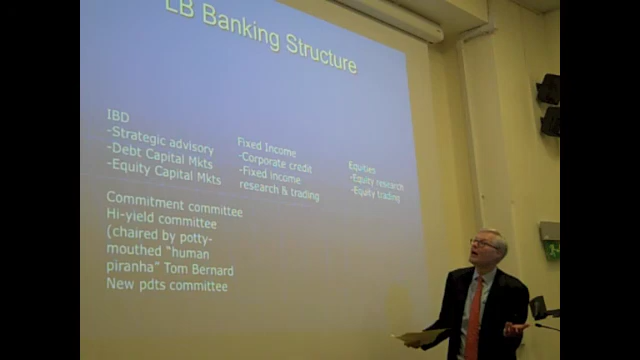 LB Banking Structure
IBD
-Strategic advisory
-Debt Capital Mkts
-Equity Capital Mkts
Fixed Income
-Corporate credit
-Fixed income
research & trading
Equities
-Equity research
-Equity trading
Commitment committee
Hi-yield committee
(chaired by potty-
mouthed “human
piranha” Tom Bernard
New pdts committee